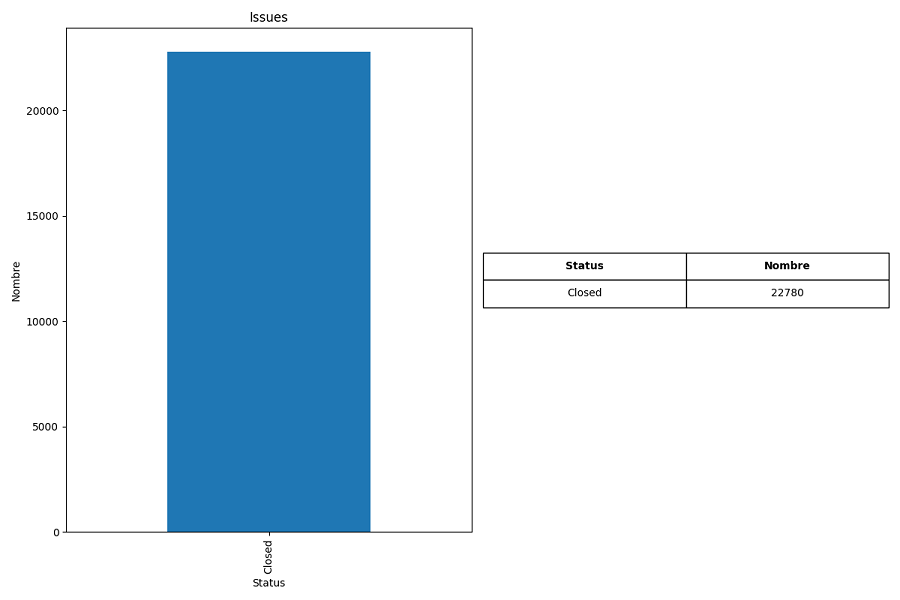 Issues
20000
15000
10000
5000
0
Nombre
Closed
Status
Status Nombre
Closed 22780